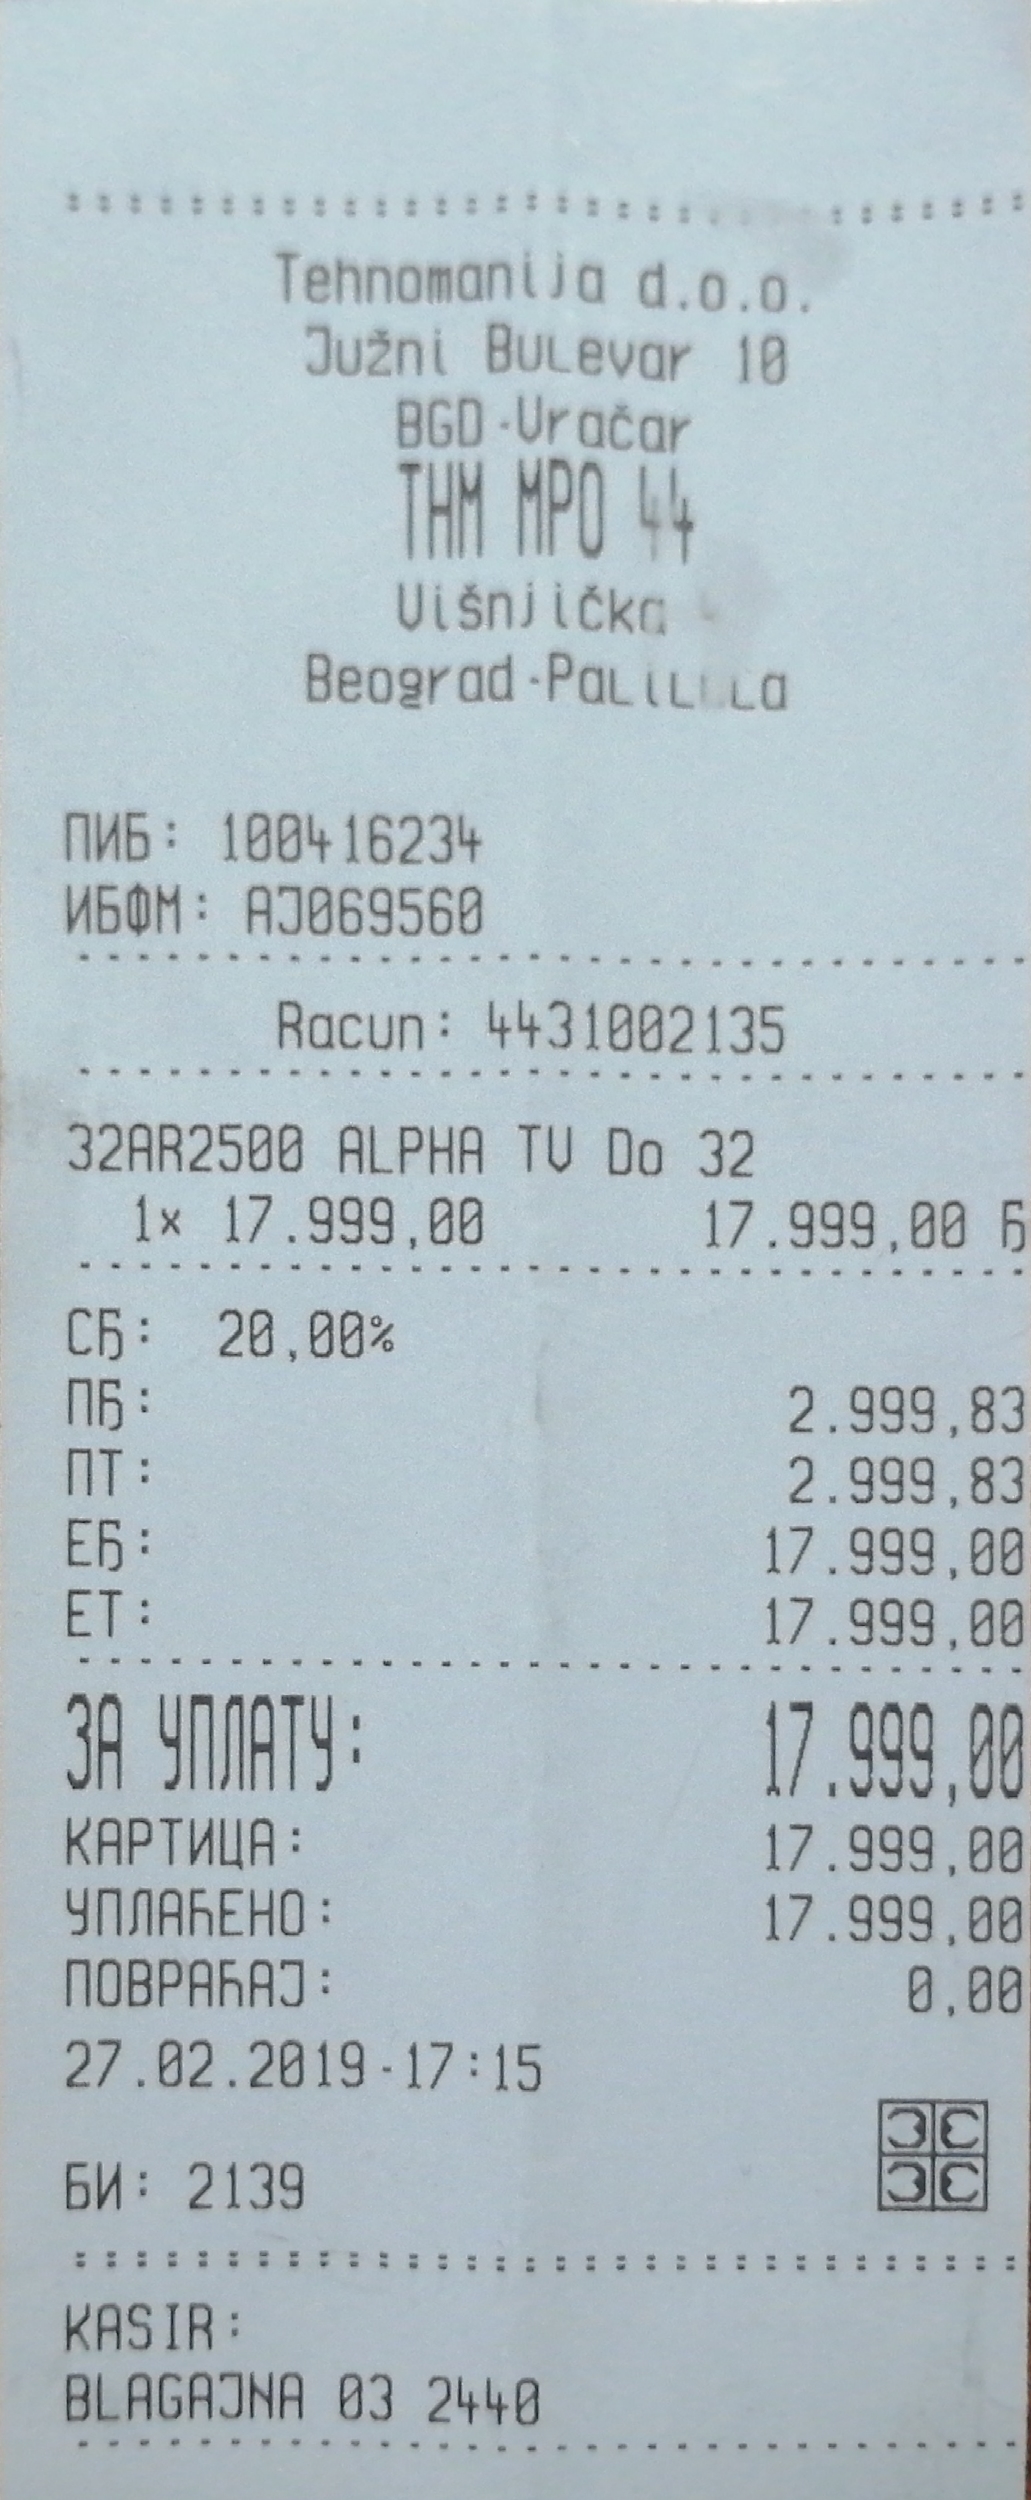 Tehnomanija d.o.o.
Južni Bulevar 10
BGD-Vračar
THM MPO 44
Višnjička
Beograd-Palilula
ПИБ: 100416234
ИБФМ: AJ069560
Racun: 4431002135
32AR2500 ALPHA TV Do 32
1x 17.999,00 17.999,00 Ђ
СЂ: 20,00%
ПЂ: 2.999,83
ПТ: 2.999,83
ЕЂ: 17.999,00
ЕТ: 17.999,00
ЗА УПЛАТУ: 17.999,00
КАРТИЦА: 17.999,00
УПЛАЋЕНО: 17.999,00
ПОВРАЋАЈ: 0,00
27.02.2019-17:15
БИ: 2139
KASIR:
BLAGAJNA 03 2440